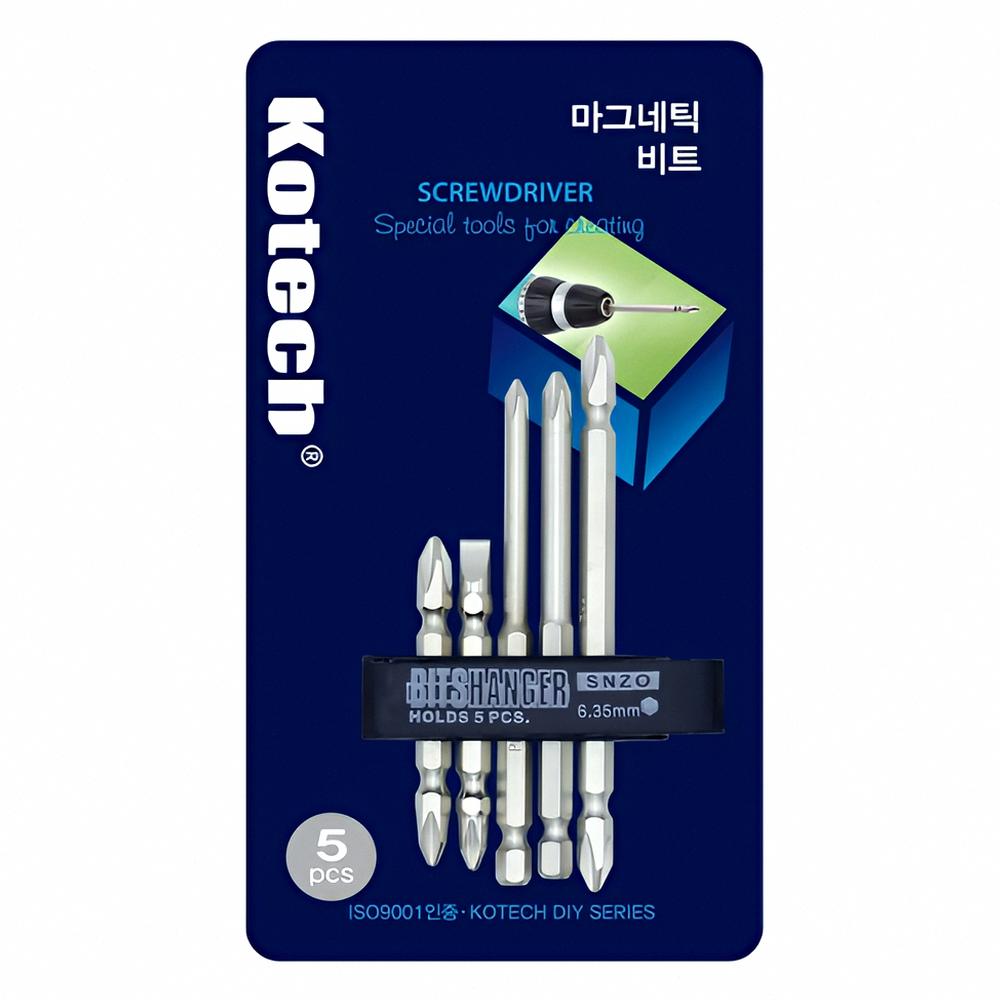 Kotech®
마그네틱
비트
SCREWDRIVER
Special tools for creating
BITSHANGER
HOLDS 5 PCS.
SNZO
6.35mm
5
pcs
ISO9001인증·KOTECH DIY SERIES